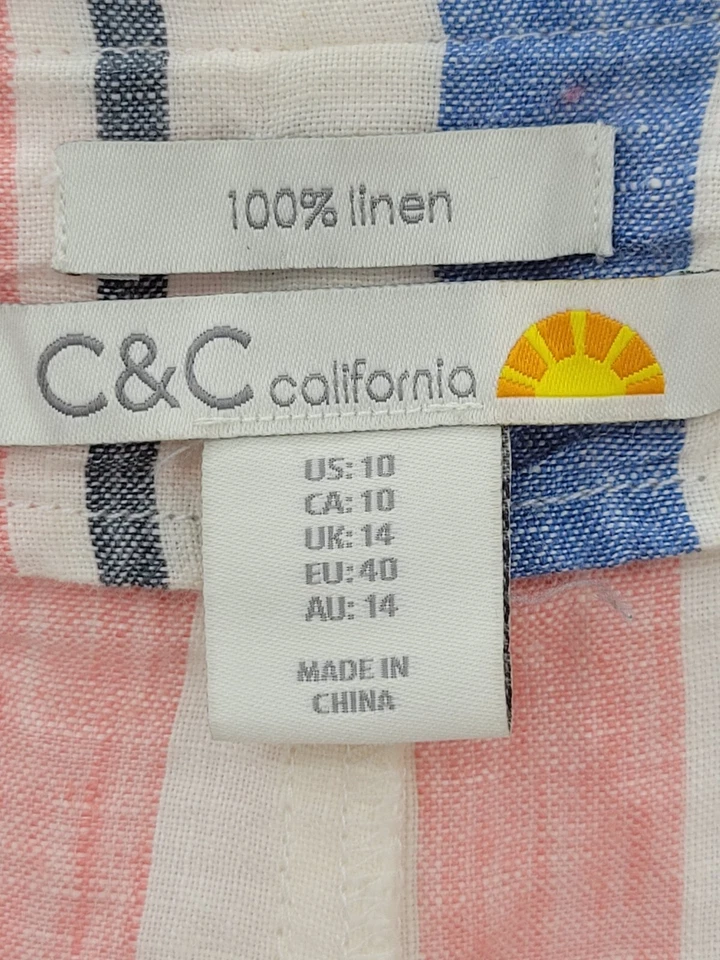 100% linen
C&C california
US: 10
CA: 10
UK: 14
EU: 40
AU: 14
MADE IN
CHINA